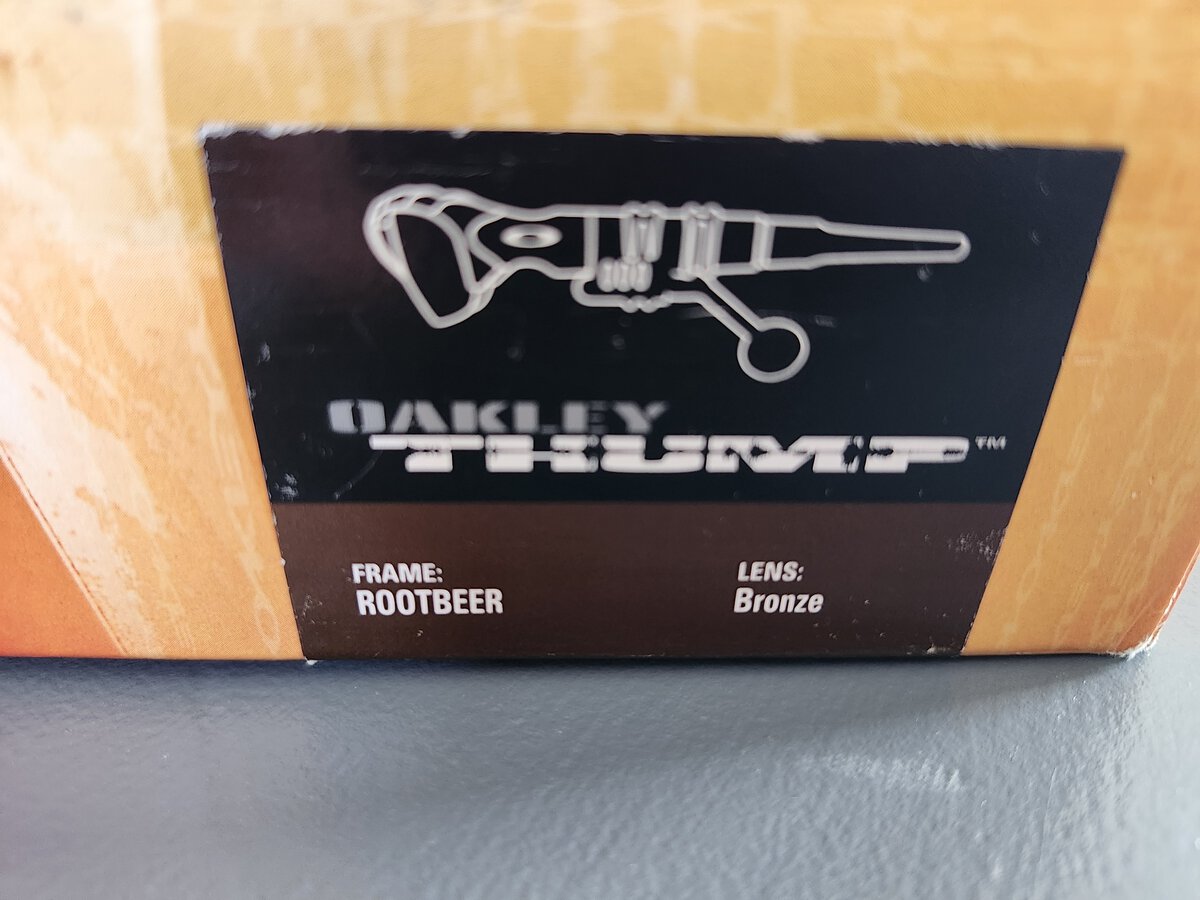 OAKLEY
THUMP™
FRAME:
ROOTBEER
LENS:
Bronze